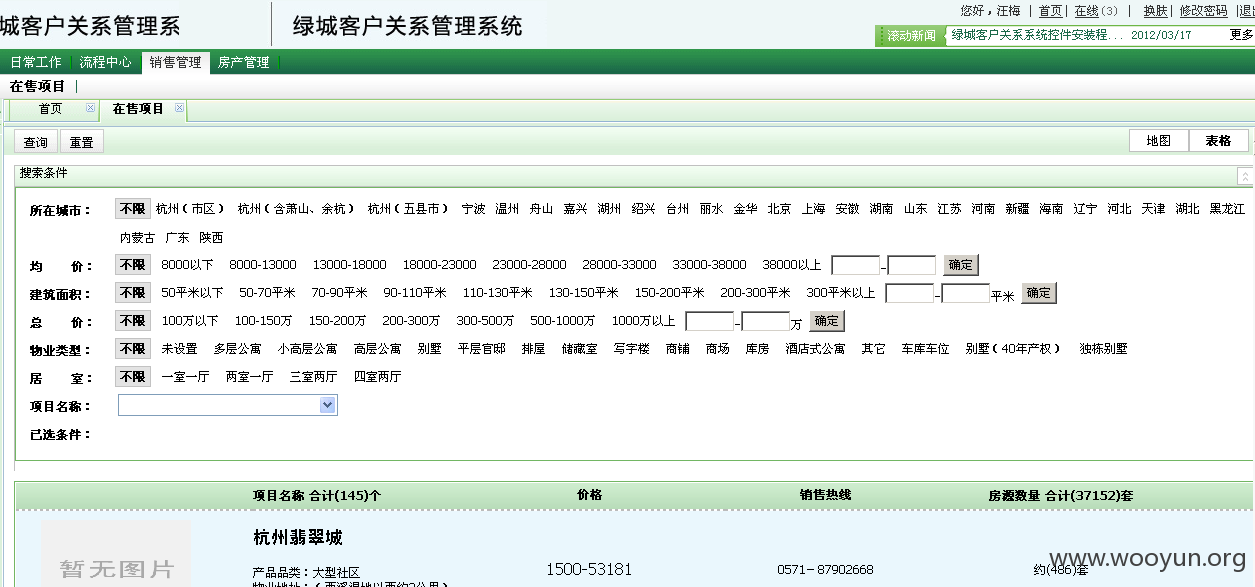 城客户关系管理系 绿城客户关系管理系统
您好，汪梅 | 首页| 在线(3) | 换肤| 修改密码 |退出
滚动新闻 绿城客户关系系统控件安装程... 2012/03/17 更多
日常工作 流程中心 销售管理 房产管理
在售项目
首页 在售项目
查询 重置 地图 表格
搜索条件
所在城市： 不限 杭州（市区） 杭州（含萧山、余杭） 杭州（五县市） 宁波 温州 舟山 嘉兴 湖州 绍兴 台州 丽水 金华 北京 上海 安徽 湖南 山东 江苏 河南 新疆 海南 辽宁 河北 天津 湖北 黑龙江
内蒙古 广东 陕西
均 价： 不限 8000以下 8000-13000 13000-18000 18000-23000 23000-28000 28000-33000 33000-38000 38000以上 - 确定
建筑面积： 不限 50平米以下 50-70平米 70-90平米 90-110平米 110-130平米 130-150平米 150-200平米 200-300平米 300平米以上 - 平米 确定
总 价： 不限 100万以下 100-150万 150-200万 200-300万 300-500万 500-1000万 1000万以上 - 万 确定
物业类型： 不限 未设置 多层公寓 小高层公寓 高层公寓 别墅 平层官邸 排屋 储藏室 写字楼 商铺 商场 库房 酒店式公寓 其它 车库车位 别墅（40年产权） 独栋别墅
居 室： 不限 一室一厅 两室一厅 三室两厅 四室两厅
项目名称：
已选条件：
项目名称 合计(145)个 价格 销售热线 房源数量 合计(37152)套
杭州翡翠城
暂无图片 产品品类：大型社区 1500-53181 0571－87902668 约(486)套
物业地址：（西溪湿地以西约2公里）
www.wooyun.org